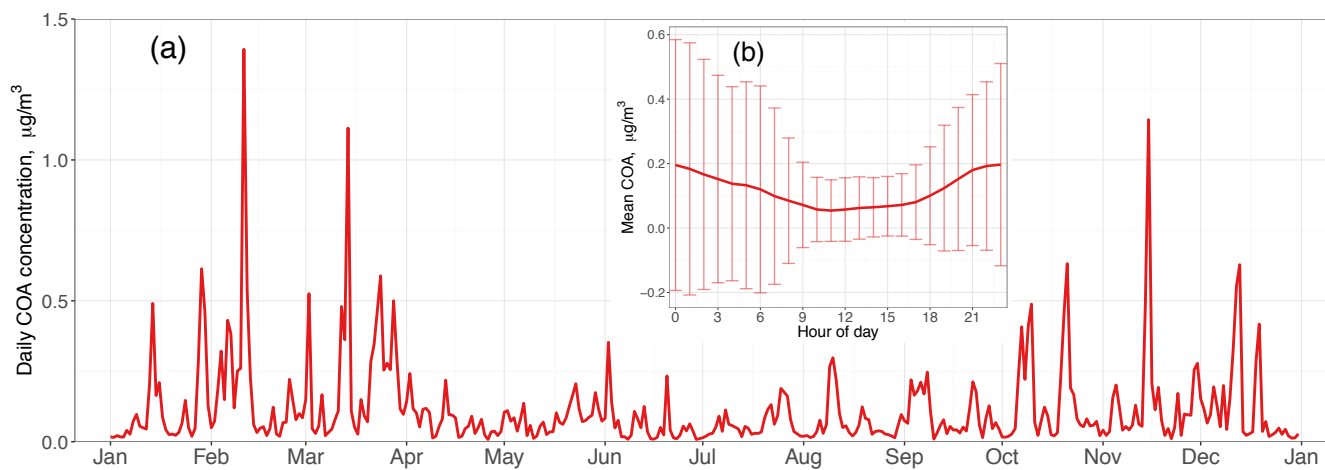 (a)
Daily COA concentration, μg/m³
1.5
1.0
0.5
0.0
Jan Feb Mar Apr May Jun Jul Aug Sep Oct Nov Dec Jan
(b)
Mean COA, μg/m³
0.6
0.4
0.2
0.0
−0.2
0 3 6 9 12 15 18 21
Hour of day